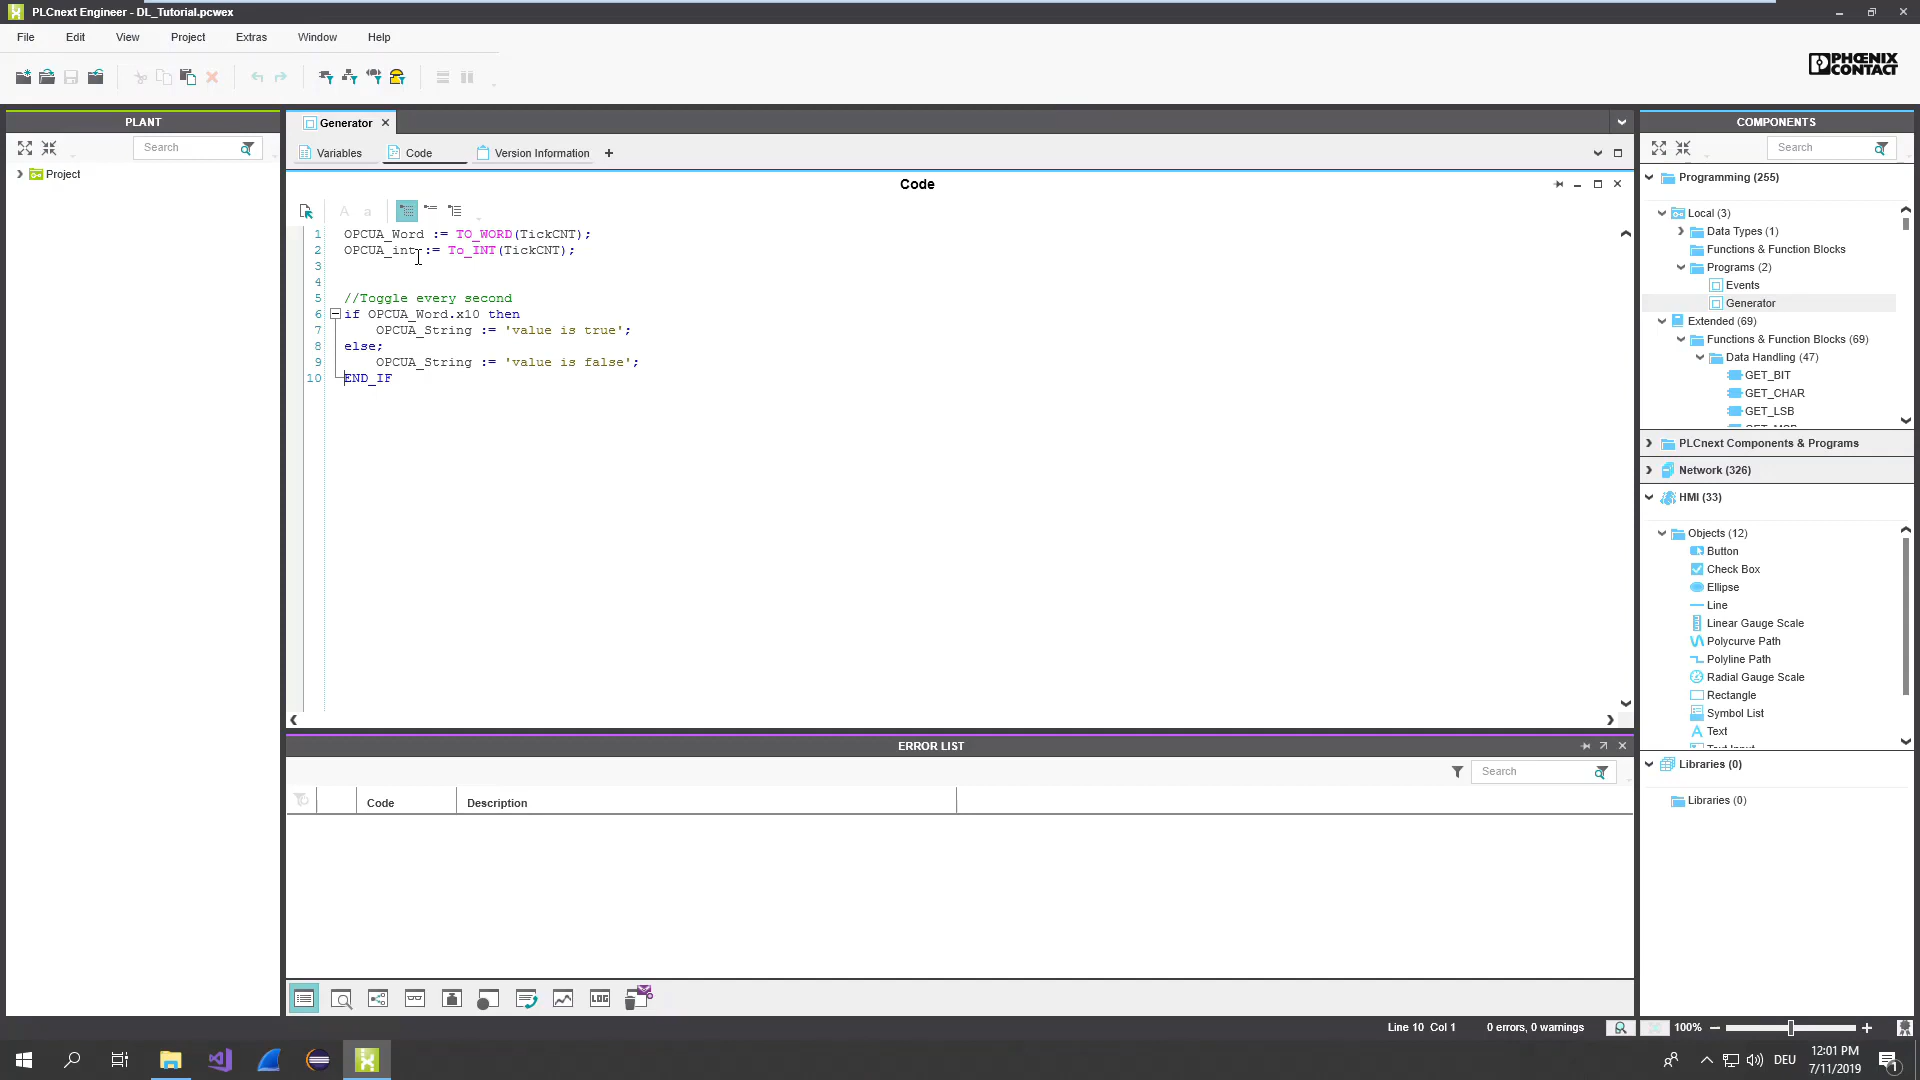 PLCnext Engineer - DL_Tutorial.pcwex
File Edit View Project Extras Window Help
PHŒNIX
CONTACT
PLANT
Search
Project
Generator
Variables Code Version Information
Code
1 OPCUA_Word := TO_WORD(TickCNT);
2 OPCUA_int := To_INT(TickCNT);
3
4
5 //Toggle every second
6 if OPCUA_Word.x10 then
7 OPCUA_String := 'value is true';
8 else;
9 OPCUA_String := 'value is false';
10 END_IF
ERROR LIST
Search
Code Description
LOG
COMPONENTS
Search
Programming (255)
Local (3)
Data Types (1)
Functions & Function Blocks
Programs (2)
Events
Generator
Extended (69)
Functions & Function Blocks (69)
Data Handling (47)
GET_BIT
GET_CHAR
GET_LSB
PLCnext Components & Programs
Network (326)
HMI (33)
Objects (12)
Button
Check Box
Ellipse
Line
Linear Gauge Scale
Polycurve Path
Polyline Path
Radial Gauge Scale
Rectangle
Symbol List
Text
Libraries (0)
Libraries (0)
Line 10 Col 1 0 errors, 0 warnings 100%
DEU
12:01 PM
7/11/2019
1